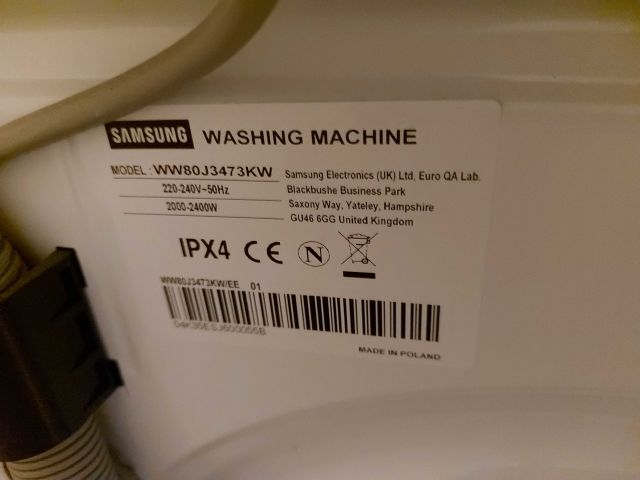 SAMSUNG WASHING MACHINE
MODEL : WW80J3473KW
220-240V~50Hz
2000-2400W
Samsung Electronics (UK) Ltd, Euro QA Lab.
Blackbushe Business Park
Saxony Way, Yateley, Hampshire
GU46 6GG United Kingdom
IPX4 CE N
WW80J3473KW/EE 01
04K35ESJ600055B
MADE IN POLAND